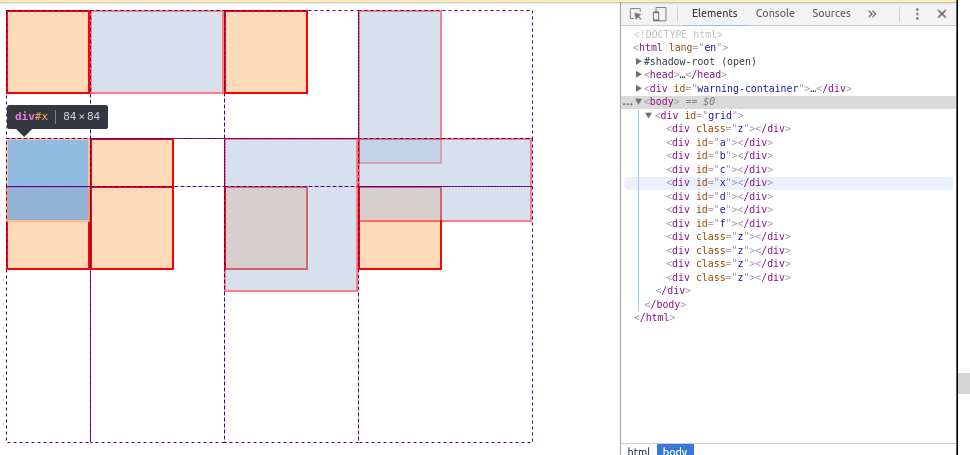 Elements Console Sources »
<!DOCTYPE html>
<html lang="en">
▶#shadow-root (open)
▶<head>…</head>
▶<div id="warning-container">…</div>
…▼<body> == $0
▼<div id="grid">
<div class="z"></div>
<div id="a"></div>
<div id="b"></div>
<div id="c"></div>
<div id="x"></div>
<div id="d"></div>
<div id="e"></div>
<div id="f"></div>
<div class="z"></div>
<div class="z"></div>
<div class="z"></div>
<div class="z"></div>
</div>
</body>
</html>
html body
div#x | 84 × 84